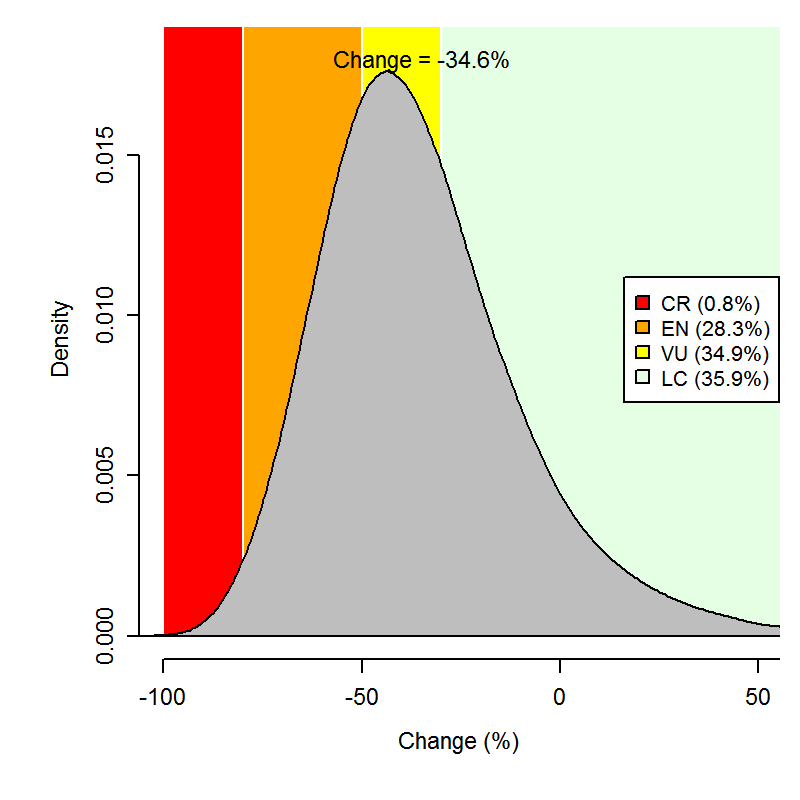 Change = -34.6%
0.015
0.010
0.005
0.000
Density
CR (0.8%)
EN (28.3%)
VU (34.9%)
LC (35.9%)
-100
-50
0
50
Change (%)